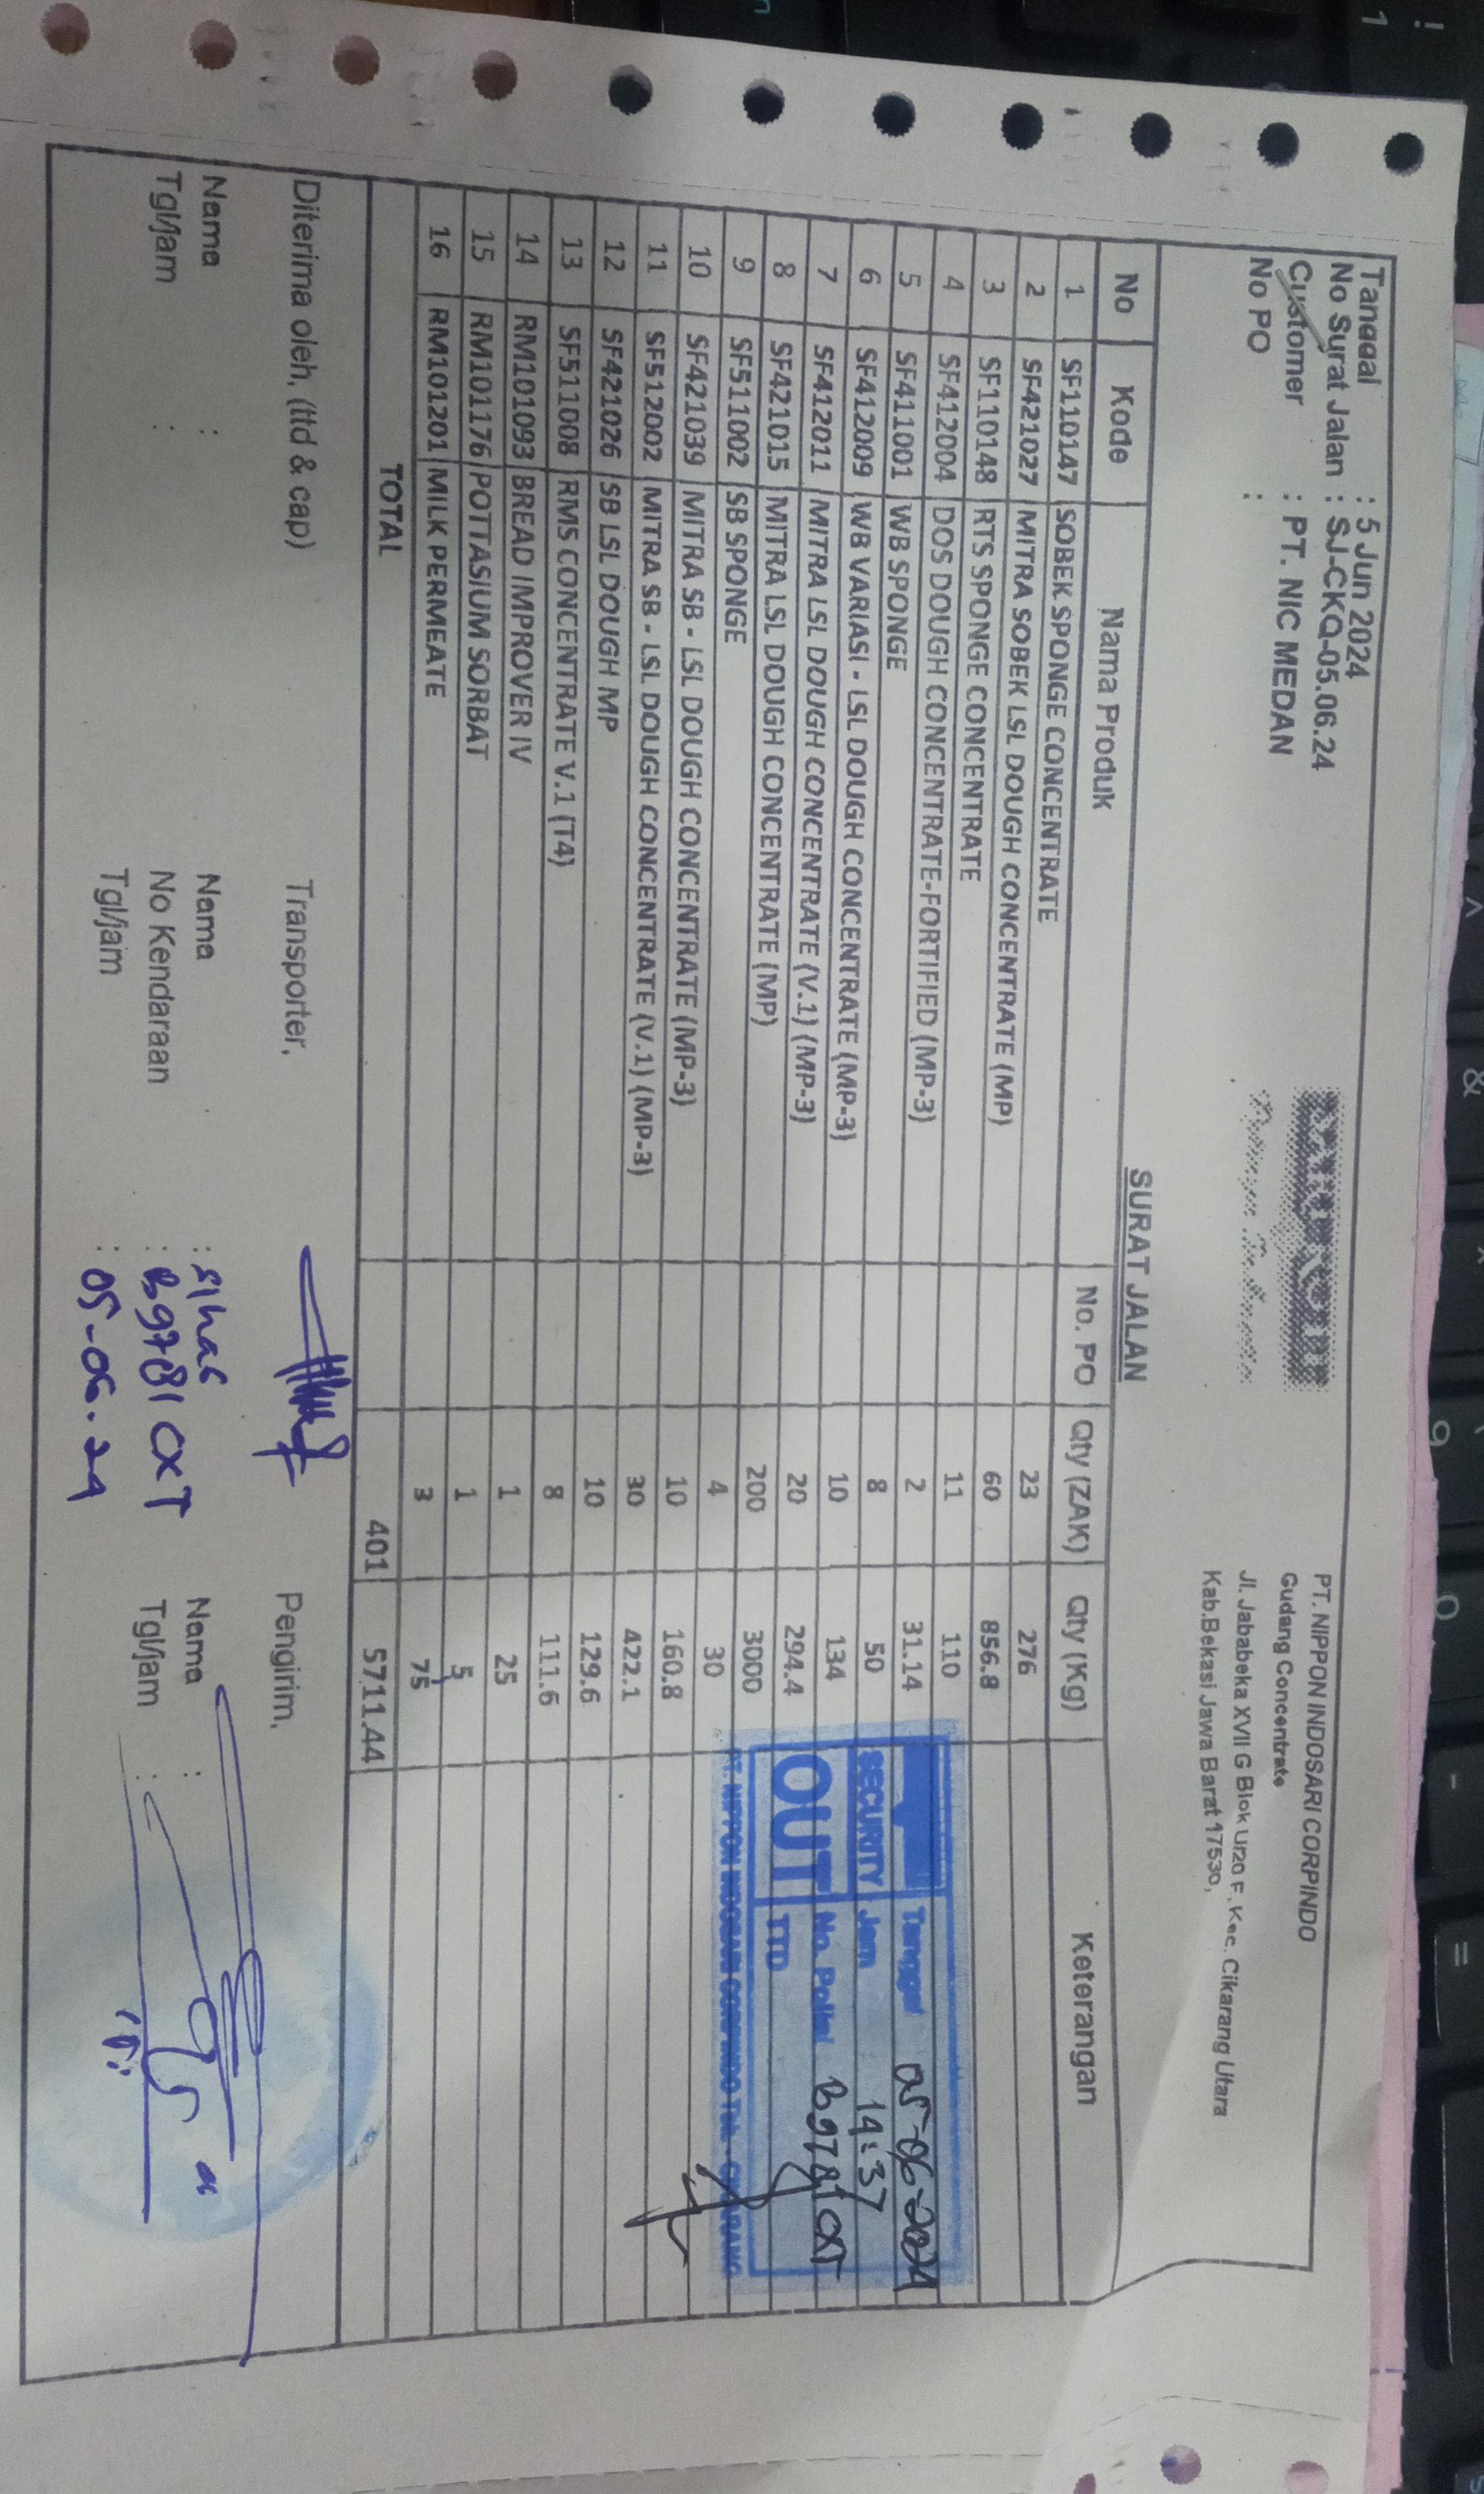 Tanggal : 5 Jun 2024
No Surat Jalan : SJ-CKQ-05.06.24
Customer : PT. NIC MEDAN
No PO :
SARI ROTI
PT. NIPPON INDOSARI CORPINDO
Gudang Concentrate
Jl. Jababeka XVII G Blok U/20 F, Kec. Cikarang Utara
Kab.Bekasi Jawa Barat 17530,
SURAT JALAN
No Kode Nama Produk No. PO Qty (ZAK) Qty (Kg) Keterangan
1 SF110147 SOBEK SPONGE CONCENTRATE 23 276
2 SF421027 MITRA SOBEK LSL DOUGH CONCENTRATE (MP) 60 856.8
3 SF110148 RTS SPONGE CONCENTRATE 11 110
4 SF412004 DOS DOUGH CONCENTRATE-FORTIFIED (MP-3) 2 31.14
5 SF411001 WB SPONGE 8 50
6 SF412009 WB VARIASI - LSL DOUGH CONCENTRATE (MP-3) 10 134
7 SF412011 MITRA LSL DOUGH CONCENTRATE (V.1) (MP-3) 20 294.4
8 SF421015 MITRA LSL DOUGH CONCENTRATE (MP) 200 3000
9 SF511002 SB SPONGE 4 30
10 SF421039 MITRA SB - LSL DOUGH CONCENTRATE (MP-3) 10 160.8
11 SF512002 MITRA SB - LSL DOUGH CONCENTRATE (V.1) (MP-3) 30 422.1
12 SF421026 SB LSL DOUGH MP 10 129.6
13 SF511008 RMS CONCENTRATE V.1 (T4) 8 111.6
14 RM101093 BREAD IMPROVER IV 1 25
15 RM101176 POTTASIUM SORBAT 1 5
16 RM101201 MILK PERMEATE 3 75
TOTAL 401 5711.44
SECURITY
OUT
Tanggal 05-06-2024
Jam 14:37
No. Polisi B9781 CXT
TTD
PT. NIPPON INDOSARI CORPINDO Tbk - CIKARANG
Diterima oleh, (ttd & cap) Transporter, Pengirim,
Nama : Nama : Nama :
Tgl/jam : No Kendaraan : B9781 CXT Tgl/jam :
Tgl/jam : 05-06-24